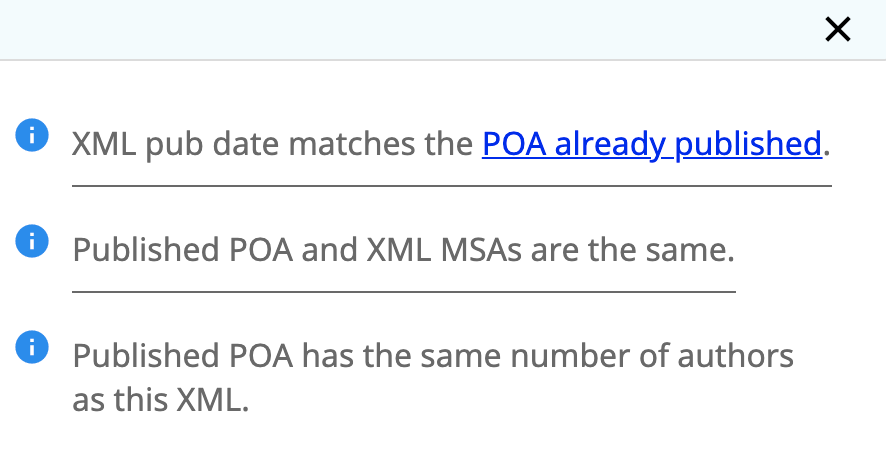 XML pub date matches the POA already published.
Published POA and XML MSAs are the same.
Published POA has the same number of authors
as this XML.